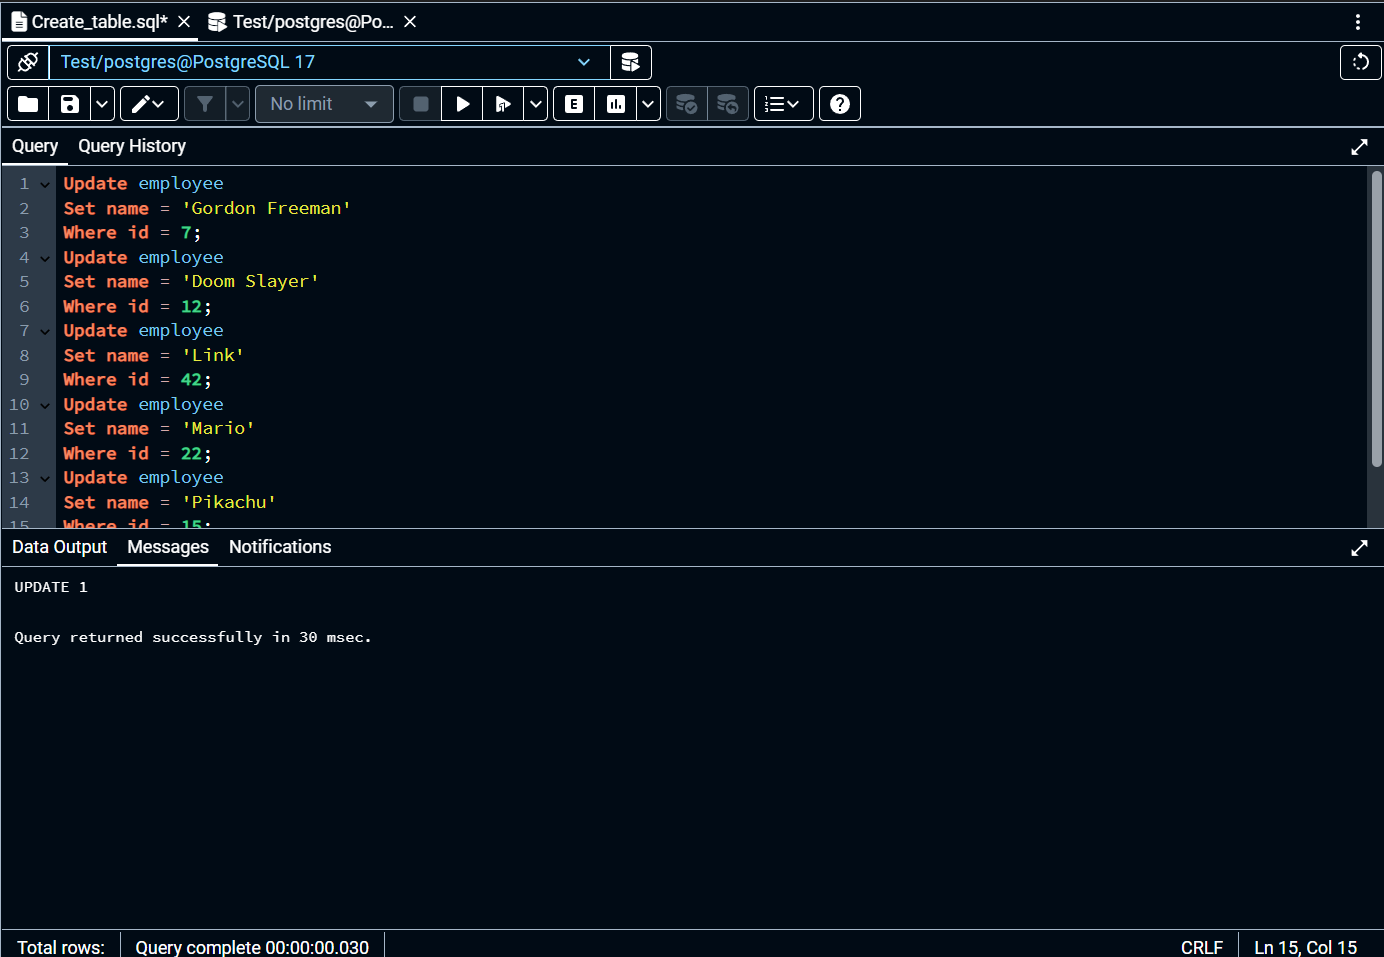 Create_table.sql*
Test/postgres@Po...
Test/postgres@PostgreSQL 17
No limit
E
Query
Query History
1 Update employee
2 Set name = 'Gordon Freeman'
3 Where id = 7;
4 Update employee
5 Set name = 'Doom Slayer'
6 Where id = 12;
7 Update employee
8 Set name = 'Link'
9 Where id = 42;
10 Update employee
11 Set name = 'Mario'
12 Where id = 22;
13 Update employee
14 Set name = 'Pikachu'
15 Where id = 15;
Data Output
Messages
Notifications
UPDATE 1
Query returned successfully in 30 msec.
Total rows:
Query complete 00:00:00.030
CRLF
Ln 15, Col 15